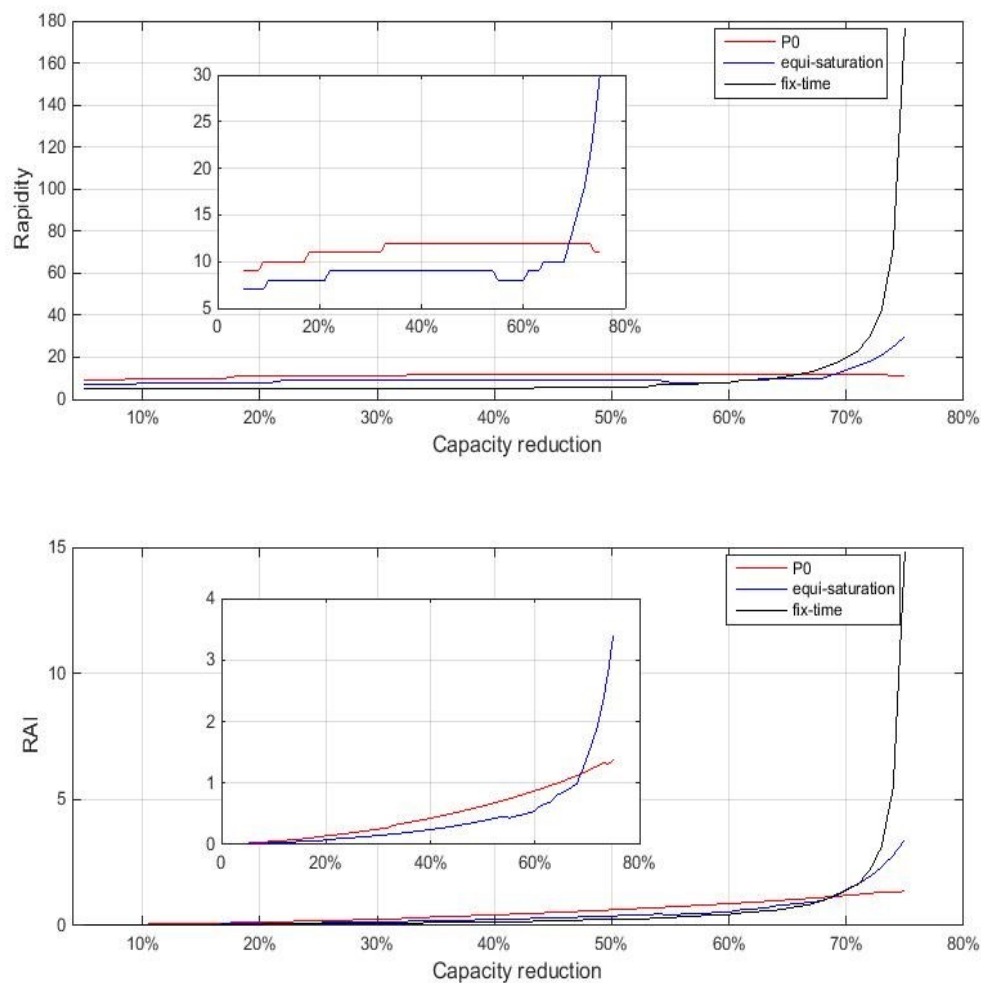 180
160
140
120
100
80
60
40
20
0
Rapidity
P0
equi-saturation
fix-time
30
25
20
15
10
5
0 20% 40% 60% 80%
10% 20% 30% 40% 50% 60% 70% 80%
Capacity reduction
15
10
5
0
RAI
P0
equi-saturation
fix-time
4
3
2
1
0
0 20% 40% 60% 80%
10% 20% 30% 40% 50% 60% 70% 80%
Capacity reduction